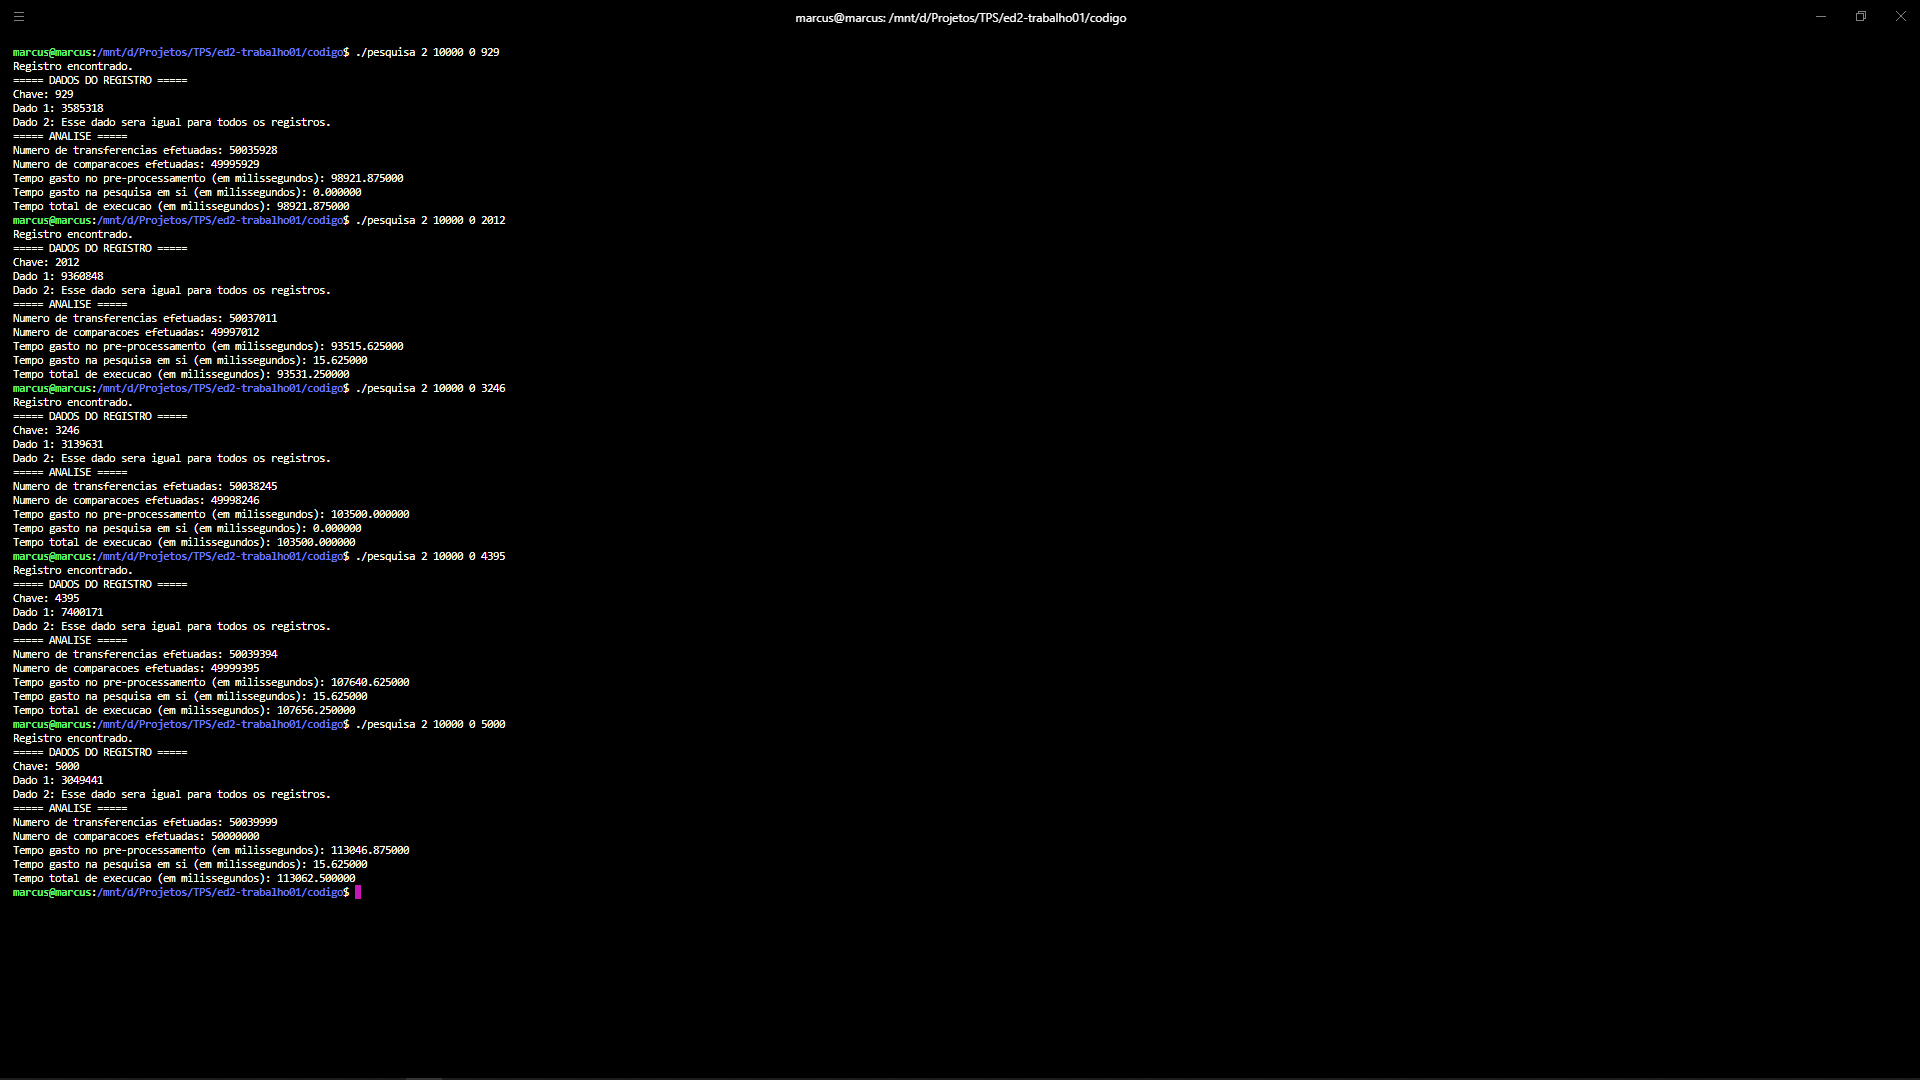 marcus@marcus: /mnt/d/Projetos/TPS/ed2-trabalho01/codigo
marcus@marcus:/mnt/d/Projetos/TPS/ed2-trabalho01/codigo$ ./pesquisa 2 10000 0 929
Registro encontrado.
===== DADOS DO REGISTRO =====
Chave: 929
Dado 1: 3585318
Dado 2: Esse dado sera igual para todos os registros.
===== ANALISE =====
Numero de transferencias efetuadas: 50035928
Numero de comparacoes efetuadas: 49995929
Tempo gasto no pre-processamento (em milissegundos): 98921.875000
Tempo gasto na pesquisa em si (em milissegundos): 0.000000
Tempo total de execucao (em milissegundos): 98921.875000
marcus@marcus:/mnt/d/Projetos/TPS/ed2-trabalho01/codigo$ ./pesquisa 2 10000 0 2012
Registro encontrado.
===== DADOS DO REGISTRO =====
Chave: 2012
Dado 1: 9360848
Dado 2: Esse dado sera igual para todos os registros.
===== ANALISE =====
Numero de transferencias efetuadas: 50037011
Numero de comparacoes efetuadas: 49997012
Tempo gasto no pre-processamento (em milissegundos): 93515.625000
Tempo gasto na pesquisa em si (em milissegundos): 15.625000
Tempo total de execucao (em milissegundos): 93531.250000
marcus@marcus:/mnt/d/Projetos/TPS/ed2-trabalho01/codigo$ ./pesquisa 2 10000 0 3246
Registro encontrado.
===== DADOS DO REGISTRO =====
Chave: 3246
Dado 1: 3139631
Dado 2: Esse dado sera igual para todos os registros.
===== ANALISE =====
Numero de transferencias efetuadas: 50038245
Numero de comparacoes efetuadas: 49998246
Tempo gasto no pre-processamento (em milissegundos): 103500.000000
Tempo gasto na pesquisa em si (em milissegundos): 0.000000
Tempo total de execucao (em milissegundos): 103500.000000
marcus@marcus:/mnt/d/Projetos/TPS/ed2-trabalho01/codigo$ ./pesquisa 2 10000 0 4395
Registro encontrado.
===== DADOS DO REGISTRO =====
Chave: 4395
Dado 1: 7400171
Dado 2: Esse dado sera igual para todos os registros.
===== ANALISE =====
Numero de transferencias efetuadas: 50039394
Numero de comparacoes efetuadas: 49999395
Tempo gasto no pre-processamento (em milissegundos): 107640.625000
Tempo gasto na pesquisa em si (em milissegundos): 15.625000
Tempo total de execucao (em milissegundos): 107656.250000
marcus@marcus:/mnt/d/Projetos/TPS/ed2-trabalho01/codigo$ ./pesquisa 2 10000 0 5000
Registro encontrado.
===== DADOS DO REGISTRO =====
Chave: 5000
Dado 1: 3049441
Dado 2: Esse dado sera igual para todos os registros.
===== ANALISE =====
Numero de transferencias efetuadas: 50039999
Numero de comparacoes efetuadas: 50000000
Tempo gasto no pre-processamento (em milissegundos): 113046.875000
Tempo gasto na pesquisa em si (em milissegundos): 15.625000
Tempo total de execucao (em milissegundos): 113062.500000
marcus@marcus:/mnt/d/Projetos/TPS/ed2-trabalho01/codigo$